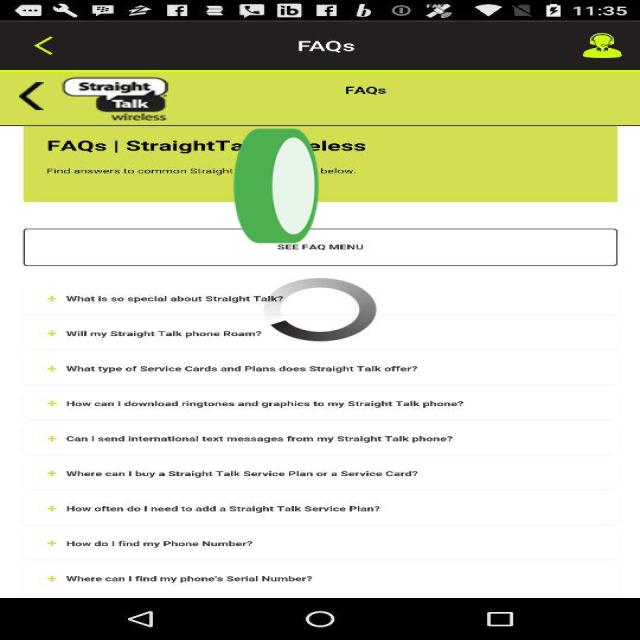 11:35
FAQs
Straight
Talk
wireless
FAQs
FAQs | StraightTa eless
Find answers to common Straight below.
SEE FAQ MENU
+ What is so special about Straight Talk?
+ Will my Straight Talk phone Roam?
+ What type of Service Cards and Plans does Straight Talk offer?
+ How can I download ringtones and graphics to my Straight Talk phone?
+ Can I send international text messages from my Straight Talk phone?
+ Where can I buy a Straight Talk Service Plan or a Service Card?
+ How often do I need to add a Straight Talk Service Plan?
+ How do I find my Phone Number?
+ Where can I find my phone's Serial Number?